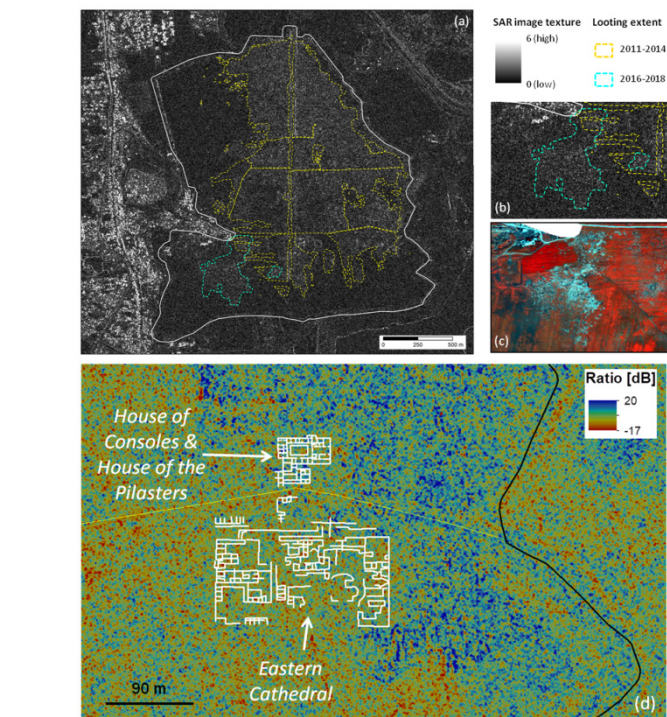 (a)
SAR image texture
6 (high)
0 (low)
Looting extent
2011-2014
2016-2018
0 250 500 m
(b)
(c)
House of
Consoles &
House of the
Pilasters
Ratio [dB]
20
-17
Eastern
Cathedral
90 m
(d)